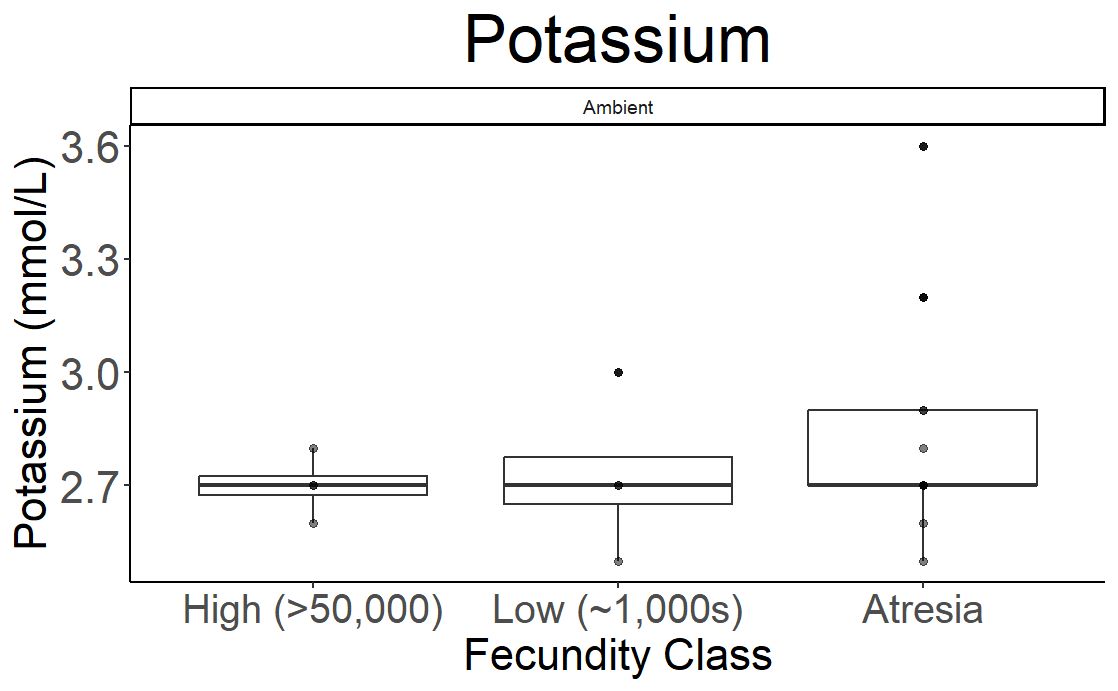 Potassium
Ambient
Potassium (mmol/L)
3.6
3.3
3.0
2.7
High (>50,000)
Low (~1,000s)
Atresia
Fecundity Class